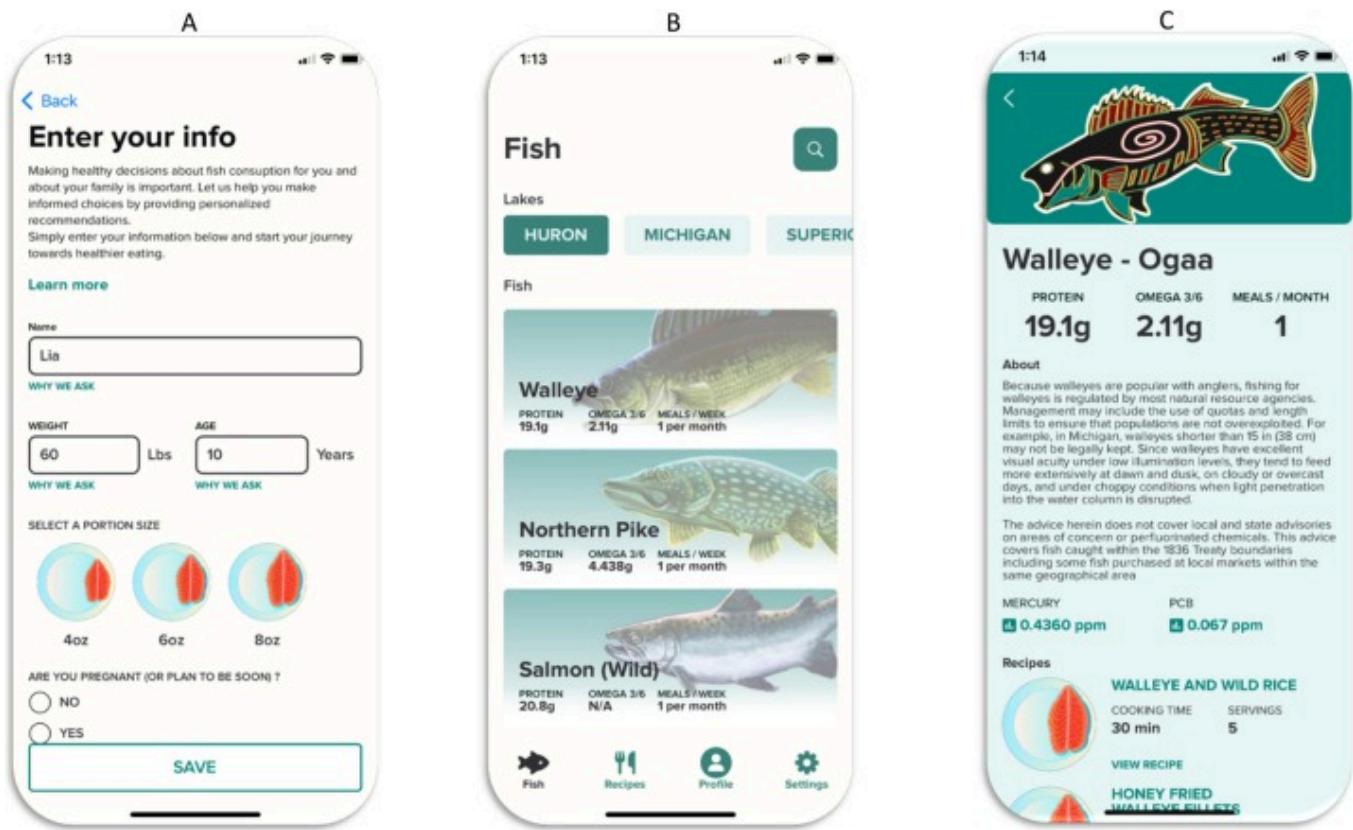 A
1:13
Back
Enter your info
Making healthy decisions about fish consuption for you and
about your family is important. Let us help you make
informed choices by providing personalized
recommendations.
Simply enter your information below and start your journey
towards healthier eating.
Learn more
Name
Lia
WHY WE ASK
WEIGHT AGE
60 Lbs 10 Years
WHY WE ASK WHY WE ASK
SELECT A PORTION SIZE
4oz 6oz 8oz
ARE YOU PREGNANT (OR PLAN TO BE SOON) ?
NO
YES
SAVE
B
1:13
Fish
Lakes
HURON MICHIGAN SUPERIO
Fish
Walleye
PROTEIN OMEGA 3/6 MEALS / WEEK
19.1g 2.11g 1 per month
Northern Pike
PROTEIN OMEGA 3/6 MEALS / WEEK
19.3g 4.438g 1 per month
Salmon (Wild)
PROTEIN OMEGA 3/6 MEALS / WEEK
20.8g N/A 1 per month
Fish Recipes Profile Settings
C
1:14
Walleye - Ogaa
PROTEIN OMEGA 3/6 MEALS / MONTH
19.1g 2.11g 1
About
Because walleyes are popular with anglers, fishing for
walleyes is regulated by most natural resource agencies.
Management may include the use of quotas and length
limits to ensure that populations are not overexploited. For
example, in Michigan, walleyes shorter than 15 in (38 cm)
may not be legally kept. Since walleyes have excellent
visual acuity under low illumination levels, they tend to feed
more extensively at dawn and dusk, on cloudy or overcast
days, and under choppy conditions when light penetration
into the water column is disrupted.
The advice herein does not cover local and state advisories
on areas of concern or perfluorinated chemicals. This advice
covers fish caught within the 1836 Treaty boundaries
including some fish purchased at local markets within the
same geographical area
MERCURY PCB
0.4360 ppm 0.067 ppm
Recipes
WALLEYE AND WILD RICE
COOKING TIME SERVINGS
30 min 5
VIEW RECIPE
HONEY FRIED
WALLEYE FILLETS